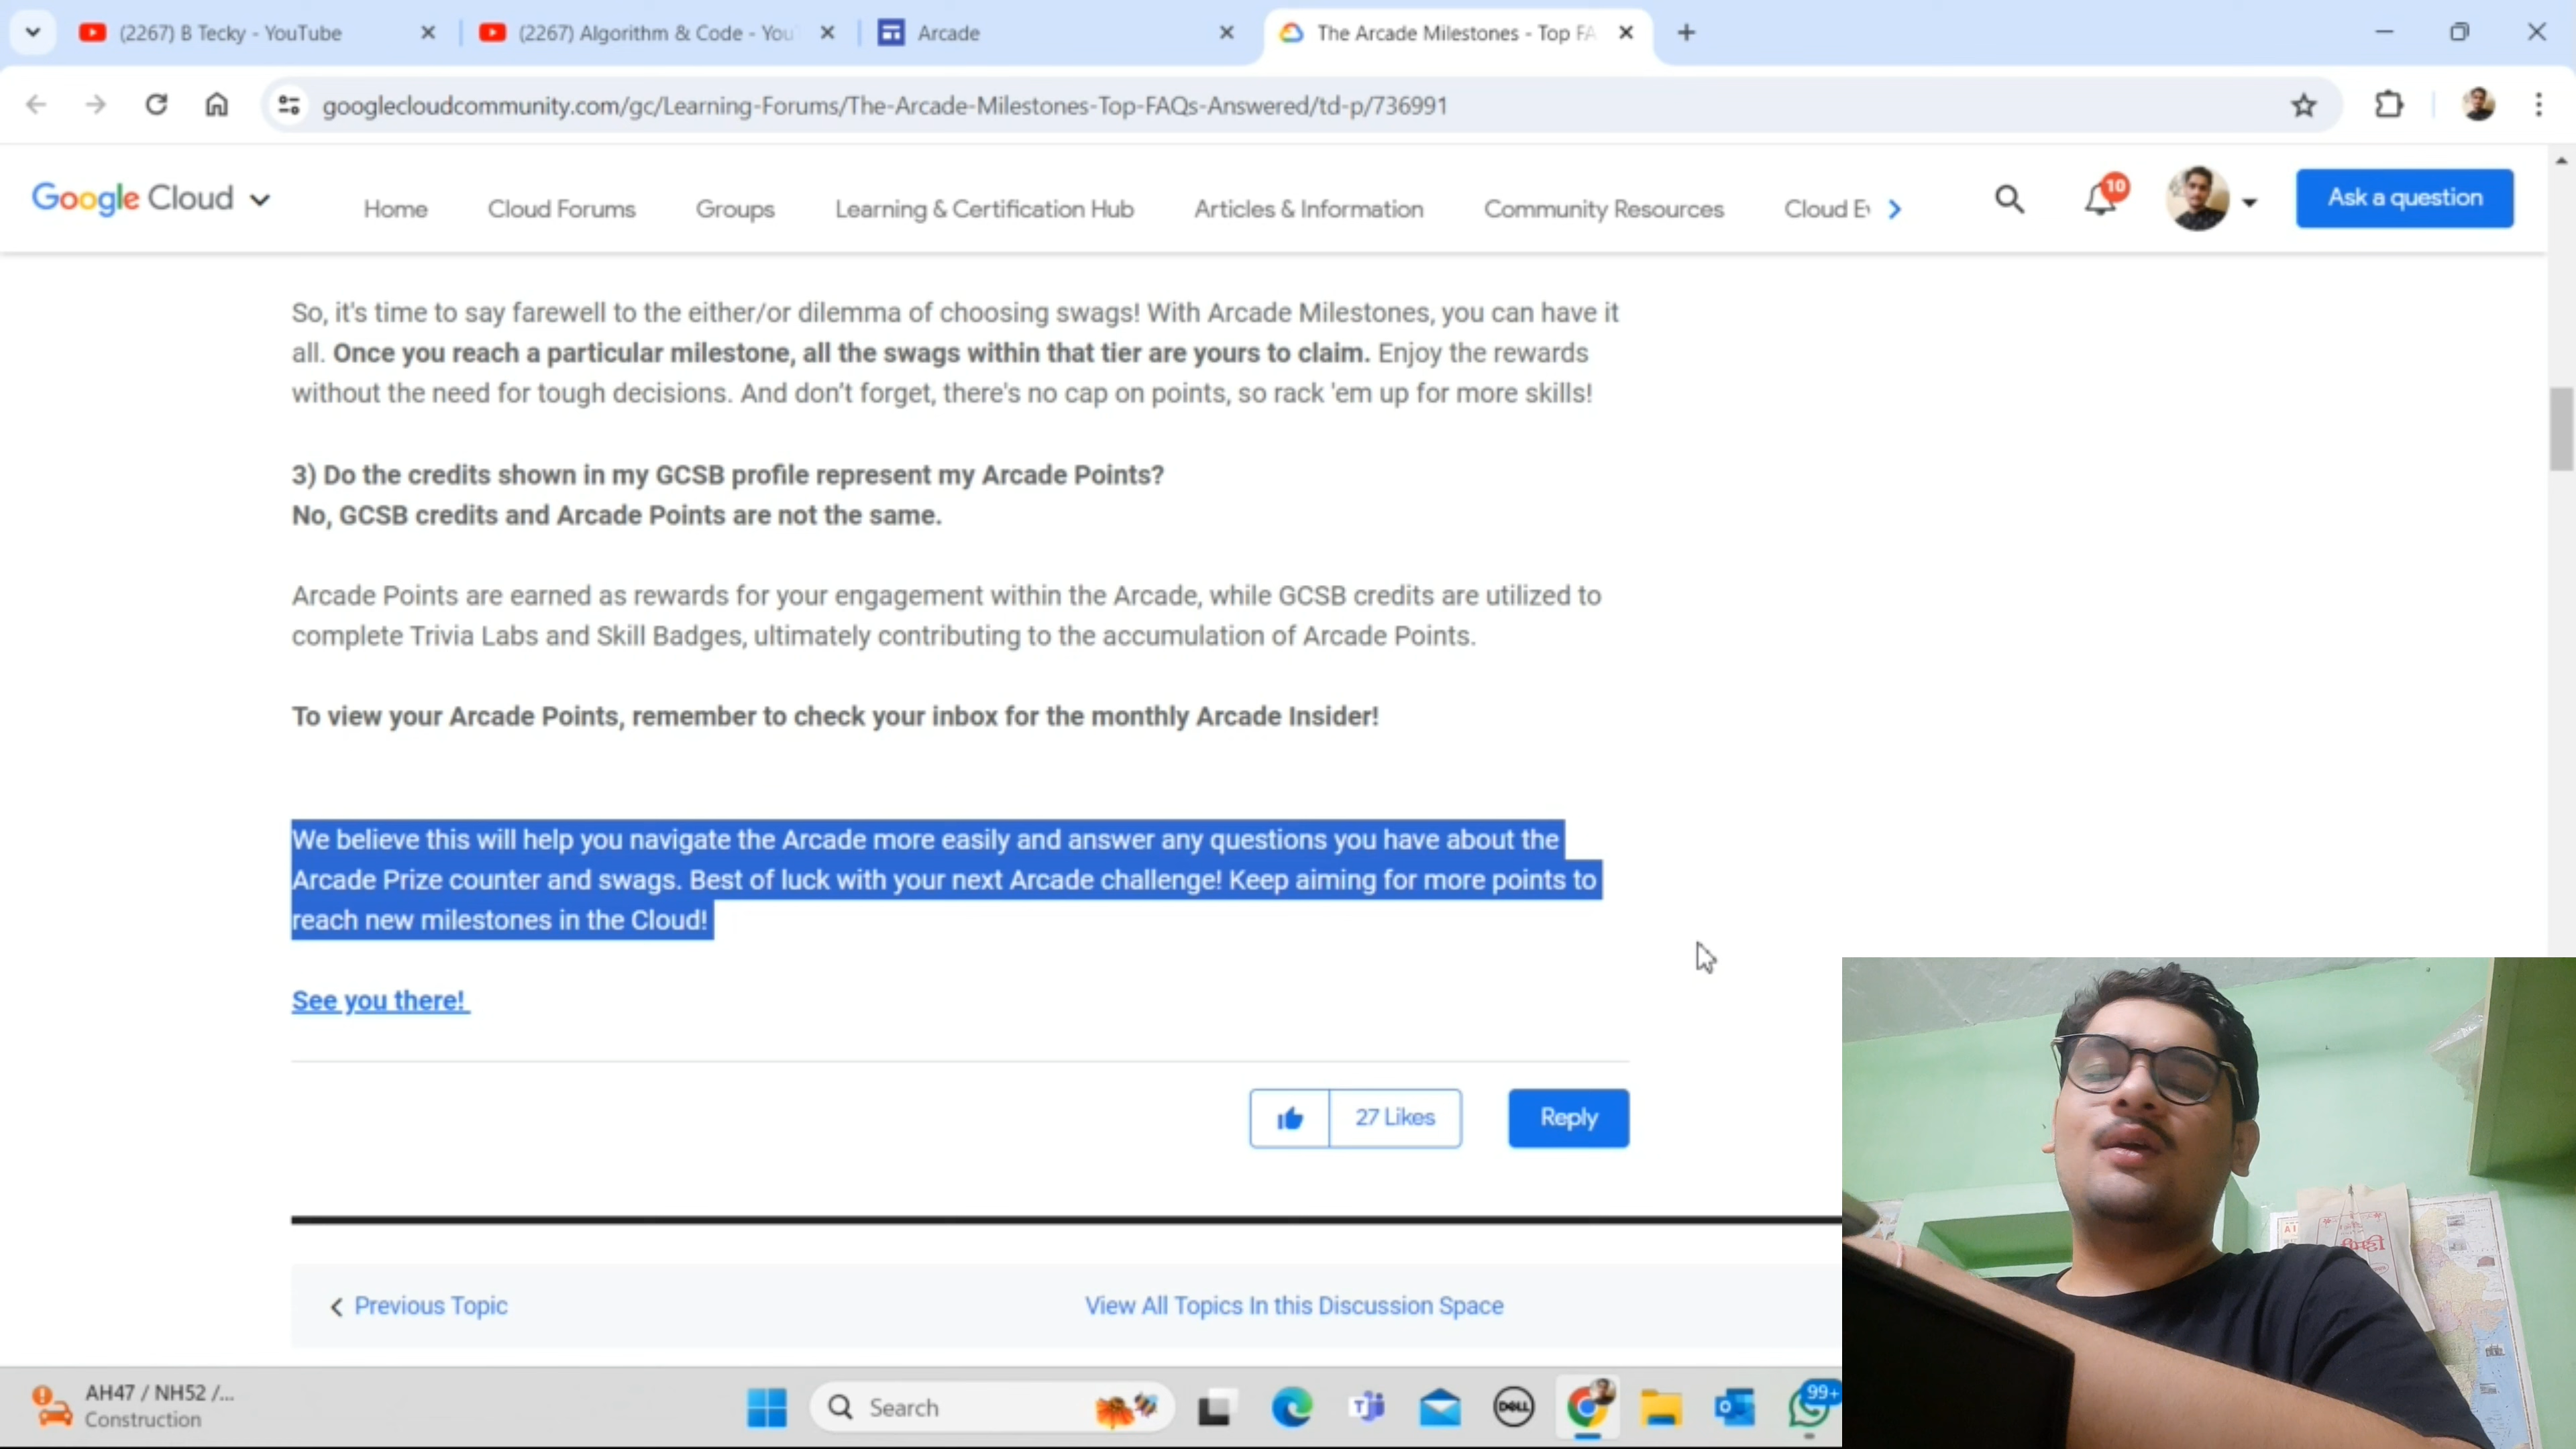 (2267) B Tecky - YouTube
(2267) Algorithm & Code - You
Arcade
The Arcade Milestones - Top FA
googlecloudcommunity.com/gc/Learning-Forums/The-Arcade-Milestones-Top-FAQs-Answered/td-p/736991
Google Cloud
Home
Cloud Forums
Groups
Learning & Certification Hub
Articles & Information
Community Resources
Cloud Ev
10
Ask a question
So, it's time to say farewell to the either/or dilemma of choosing swags! With Arcade Milestones, you can have it
all. Once you reach a particular milestone, all the swags within that tier are yours to claim. Enjoy the rewards
without the need for tough decisions. And don't forget, there's no cap on points, so rack 'em up for more skills!
3) Do the credits shown in my GCSB profile represent my Arcade Points?
No, GCSB credits and Arcade Points are not the same.
Arcade Points are earned as rewards for your engagement within the Arcade, while GCSB credits are utilized to
complete Trivia Labs and Skill Badges, ultimately contributing to the accumulation of Arcade Points.
To view your Arcade Points, remember to check your inbox for the monthly Arcade Insider!
We believe this will help you navigate the Arcade more easily and answer any questions you have about the
Arcade Prize counter and swags. Best of luck with your next Arcade challenge! Keep aiming for more points to
reach new milestones in the Cloud!
See you there!
27 Likes
Reply
Previous Topic
View All Topics In this Discussion Space
AH47 / NH52 /...
Construction
Search
DELL
99+